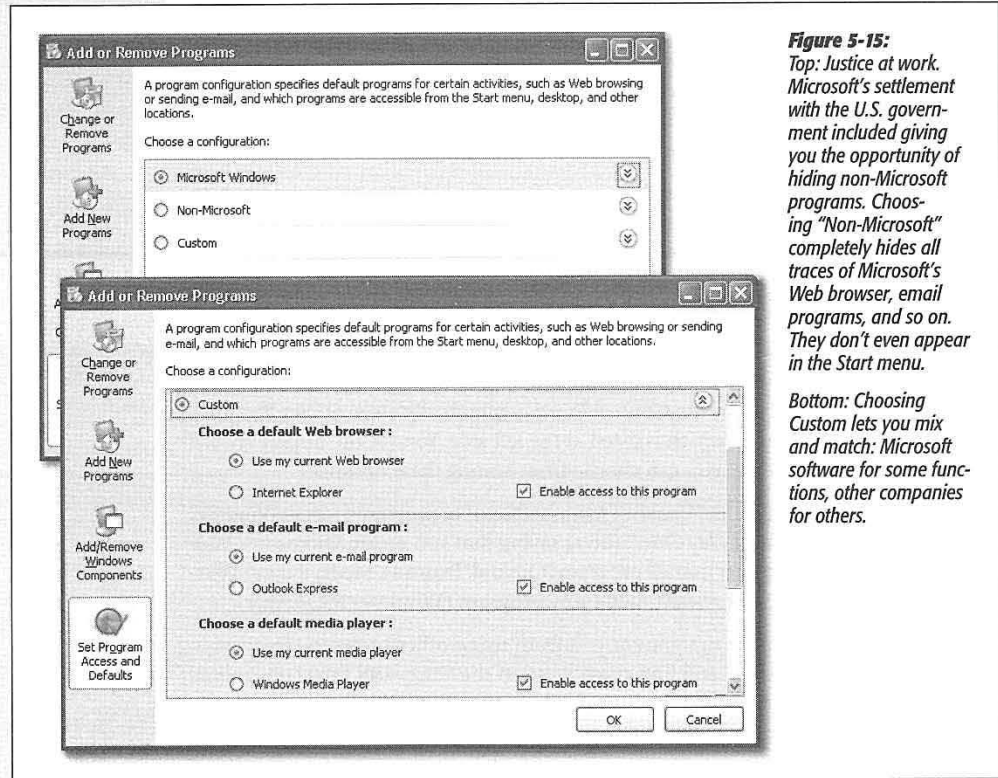 Add or Remove Programs
Change or
Remove
Programs
Add New
Programs
A program configuration specifies default programs for certain activities, such as Web browsing
or sending e-mail, and which programs are accessible from the Start menu, desktop, and other
locations.
Choose a configuration:
Microsoft Windows
Non-Microsoft
Custom
Add or Remove Programs
Change or
Remove
Programs
Add New
Programs
Add/Remove
Windows
Components
Set Program
Access and
Defaults
A program configuration specifies default programs for certain activities, such as Web browsing or sending
e-mail, and which programs are accessible from the Start menu, desktop, and other locations.
Choose a configuration:
Custom
Choose a default Web browser :
Use my current Web browser
Internet Explorer
Enable access to this program
Choose a default e-mail program :
Use my current e-mail program
Outlook Express
Enable access to this program
Choose a default media player :
Use my current media player
Windows Media Player
Enable access to this program
OK
Cancel
Figure 5-15:
Top: Justice at work.
Microsoft's settlement
with the U.S. govern-
ment included giving
you the opportunity of
hiding non-Microsoft
programs. Choos-
ing "Non-Microsoft"
completely hides all
traces of Microsoft's
Web browser, email
programs, and so on.
They don't even appear
in the Start menu.
Bottom: Choosing
Custom lets you mix
and match: Microsoft
software for some func-
tions, other companies
for others.